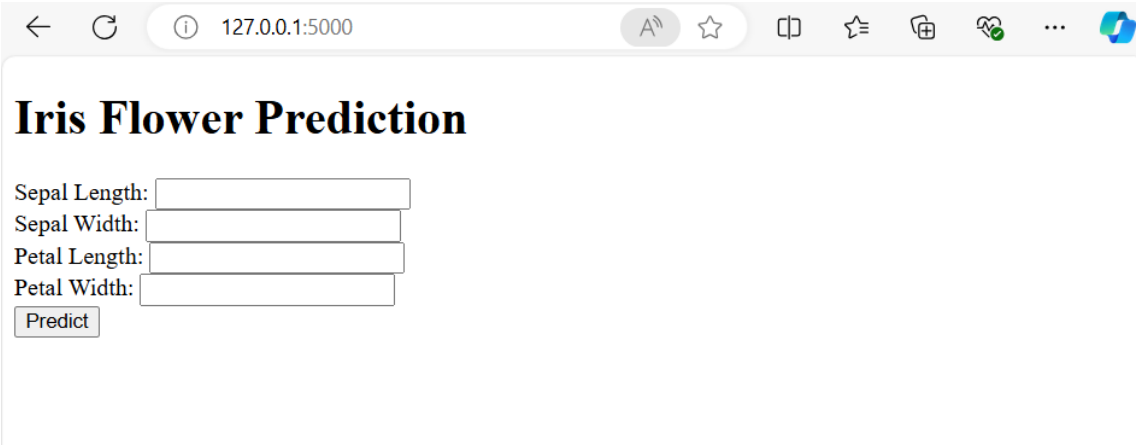 127.0.0.1:5000
Iris Flower Prediction
Sepal Length:
Sepal Width:
Petal Length:
Petal Width:
Predict